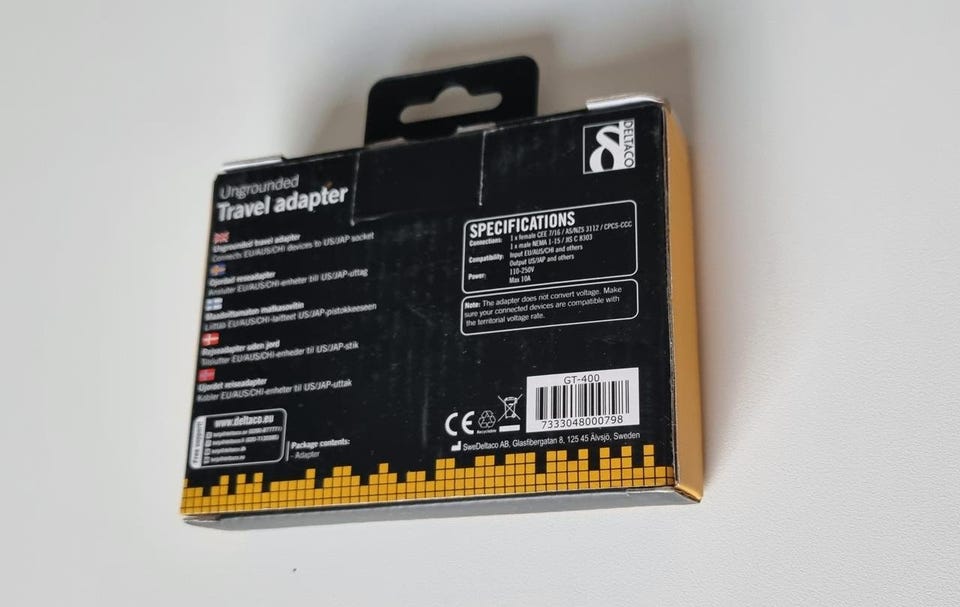 DELTACO
Ungrounded
Travel adapter
Ungrounded travel adapter
Connects EU/AUS/CHI devices to US/JAP socket
Ojordad reseadapter
Ansluter EU/AUS/CHI-enheter till US/JAP-uttag
Maadoittamaton matkasovitin
Liittää EU/AUS/CHI-laitteet US/JAP-pistokkeeseen
Rejseadapter uden jord
Tilslutter EU/AUS/CHI-enheder til US/JAP-stik
Ujordet reiseadapter
Kobler EU/AUS/CHI-enheter til US/JAP-uttak
SPECIFICATIONS
Connections: 1 x female CEE 7/16 / AS/NZS 3112 / CPCS-CCC
1 x male NEMA 1-15 / JIS C 8303
Compatibility: Input EU/AUS/CHI and others
Output US/JAP and others
Power: 110-250V
Max 10A
Note: The adapter does not convert voltage. Make
sure your connected devices are compatible with
the territorial voltage rate.
Free support
www.deltaco.eu
Package contents:
- Adapter
CE
Recyclable
GT-400
7333048000798
SweDeltaco AB, Glasfibergatan 8, 125 45 Älvsjö, Sweden